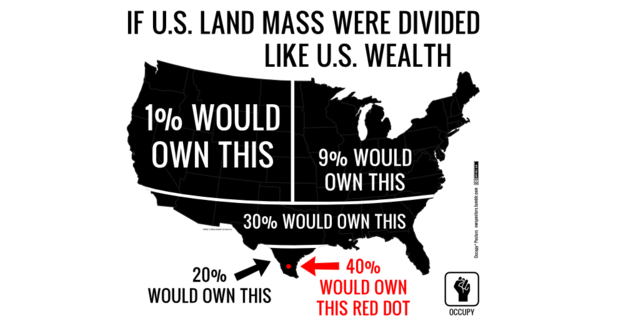 IF U.S. LAND MASS WERE DIVIDED
LIKE U.S. WEALTH
1% WOULD
OWN THIS
9% WOULD
OWN THIS
30% WOULD OWN THIS
20%
WOULD OWN THIS
40%
WOULD OWN
THIS RED DOT
OCCUPY